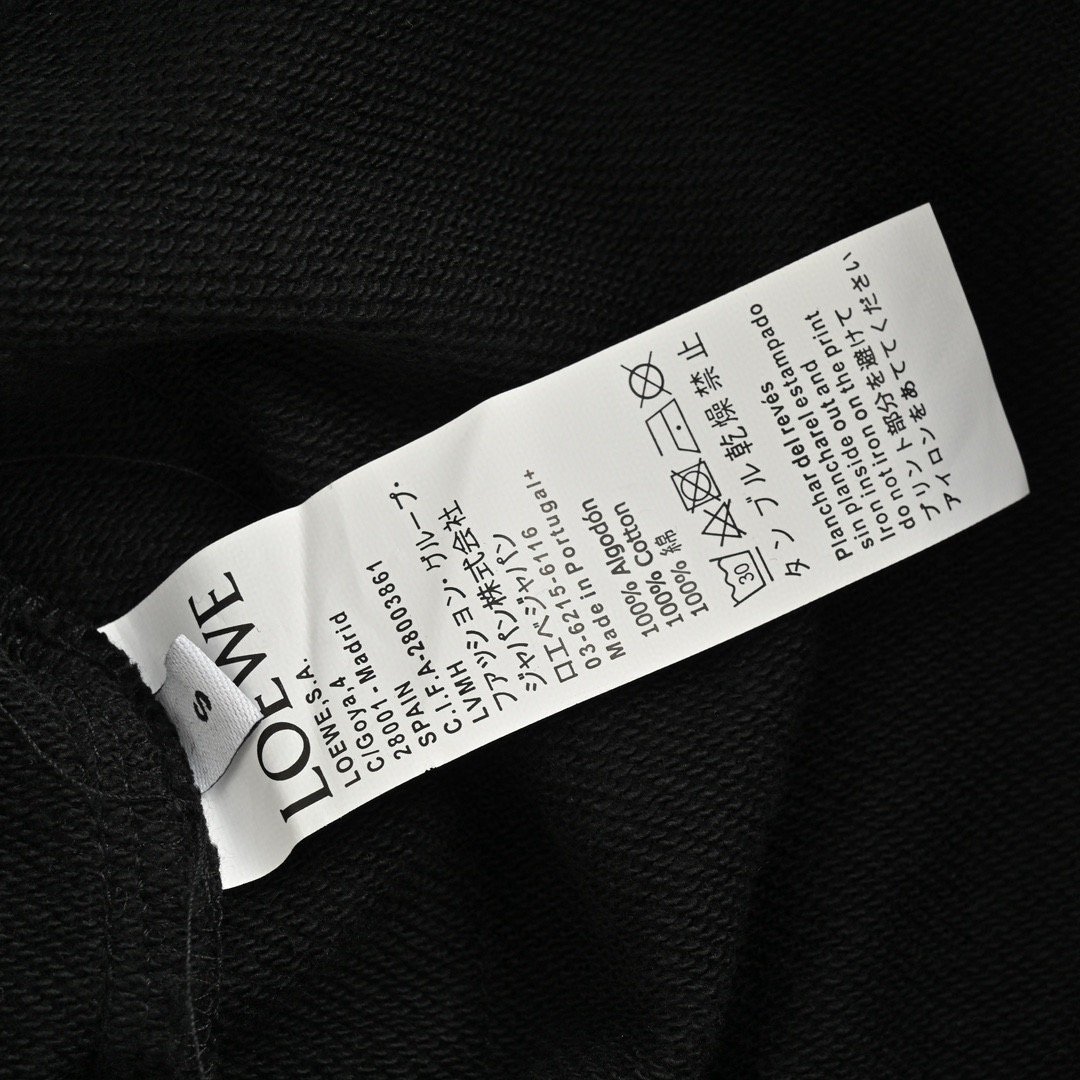 S
LOEWE
LOEWE, S.A.
C/Goya, 4
28001 - Madrid
SPAIN
C.I.F. A-28003861
LVMH
ファッション・グループ・
ジャパン株式会社
ロエベジャパン
03-6215-6116
Made in Portugal+
100% Algodón
100% Cotton
100% 綿
30
タンブル乾燥禁止
Planchar del revés
sin planchar el estampado
Iron inside out and
do not iron on the print
プリント部分を避けて
アイロンをあててください